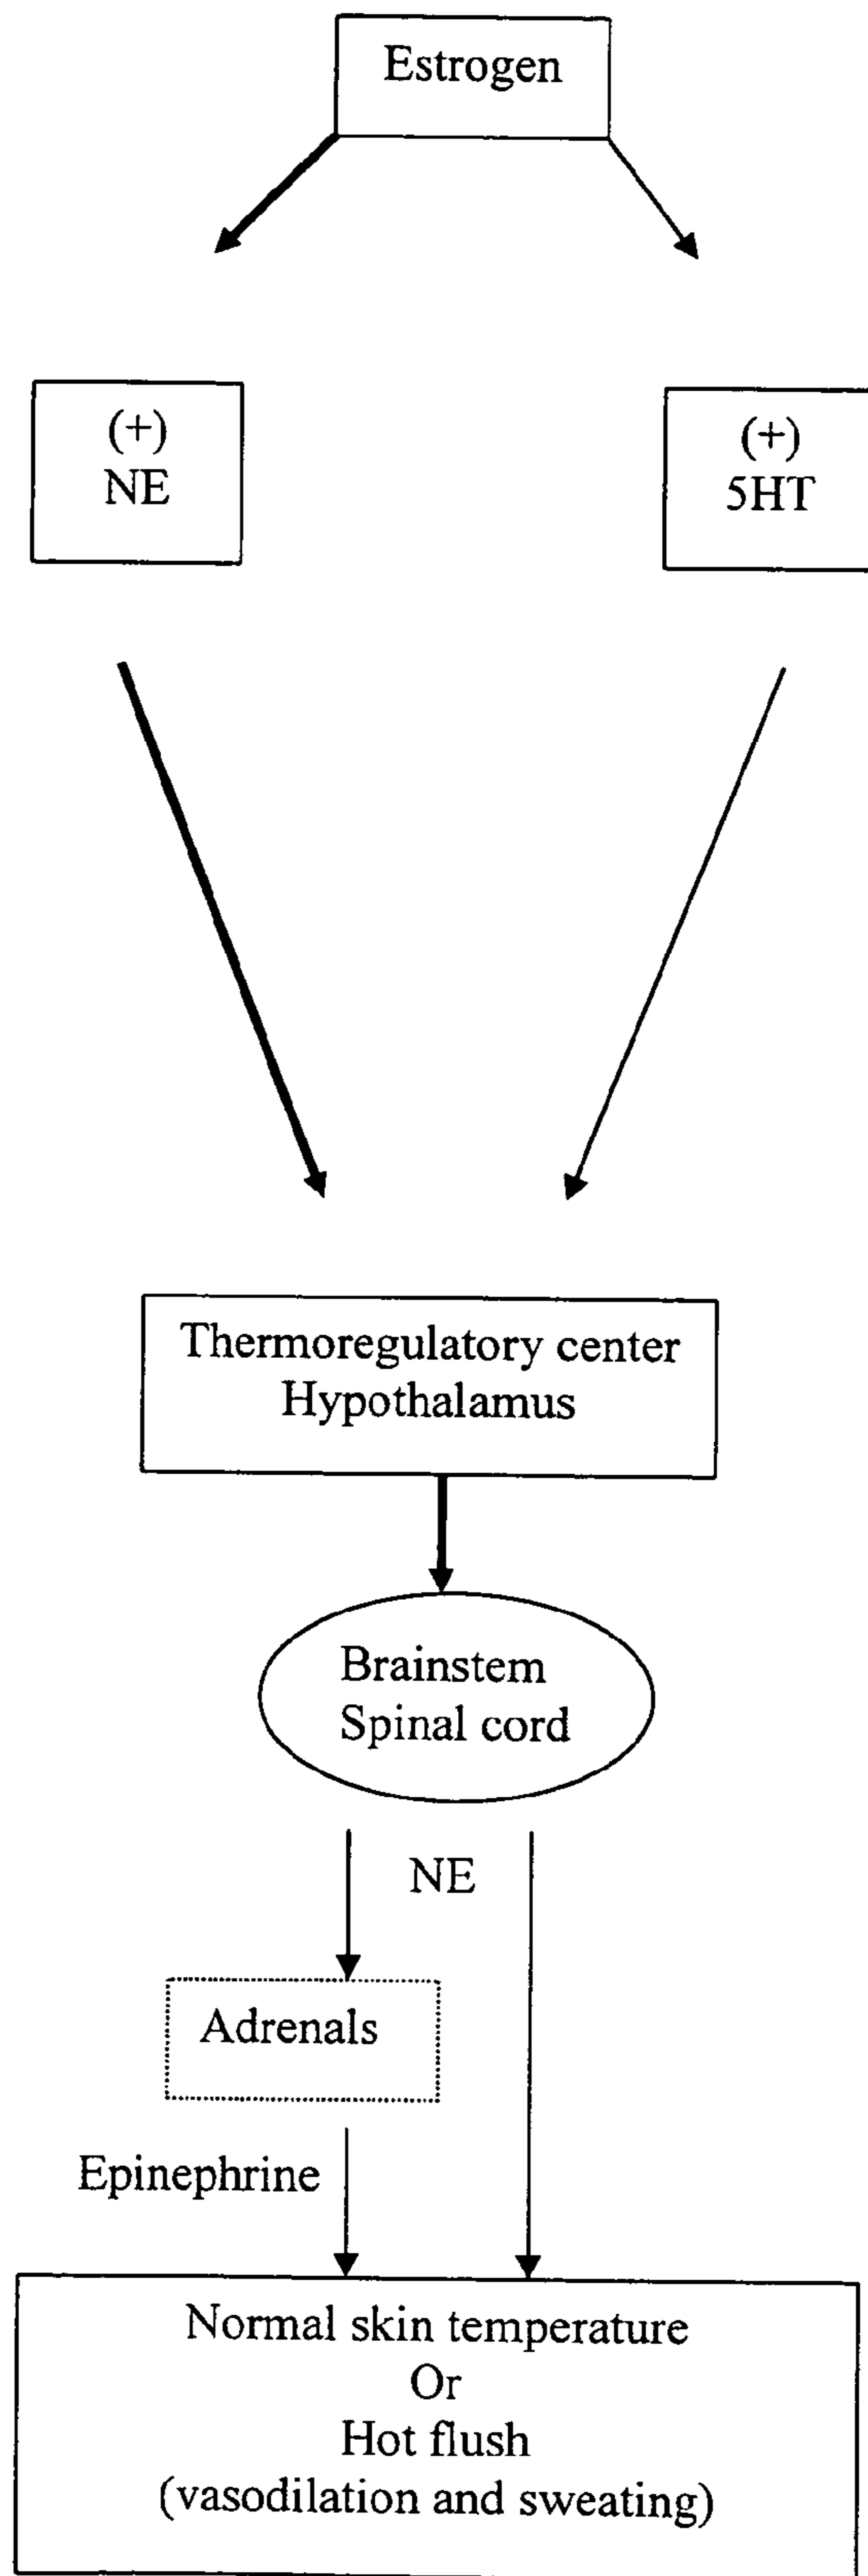 Estrogen
(+)
NE
(+)
5HT
Thermoregulatory center
Hypothalamus
Brainstem
Spinal cord
NE
Adrenals
Epinephrine
Normal skin temperature
Or
Hot flush
(vasodilation and sweating)